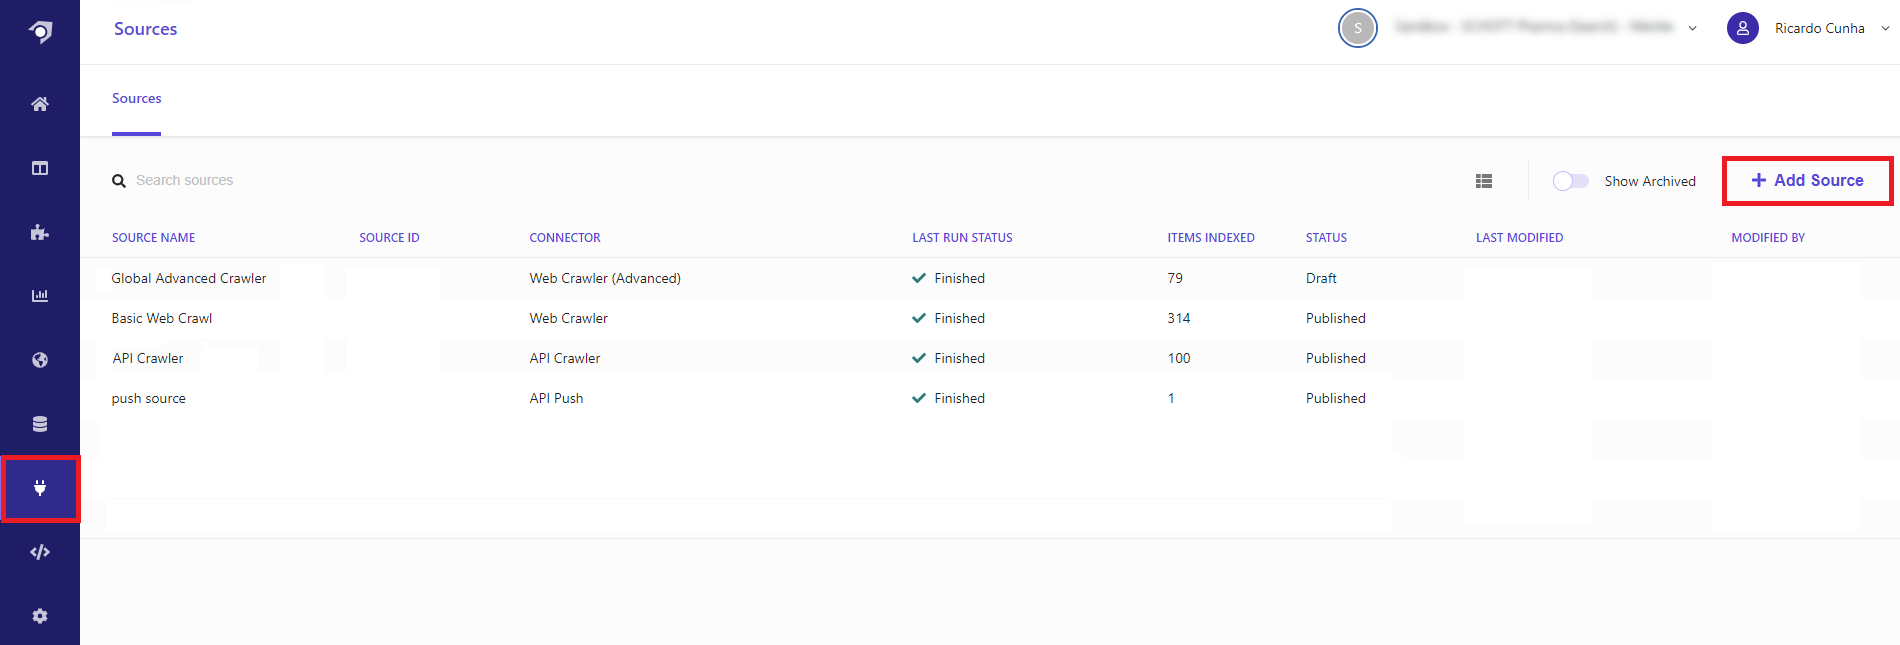 Sources
S
Ricardo Cunha
Sources
Search sources
Show Archived
Add Source
SOURCE NAME SOURCE ID CONNECTOR LAST RUN STATUS ITEMS INDEXED STATUS LAST MODIFIED MODIFIED BY
Global Advanced Crawler Web Crawler (Advanced) Finished 79 Draft
Basic Web Crawl Web Crawler Finished 314 Published
API Crawler API Crawler Finished 100 Published
push source API Push Finished 1 Published